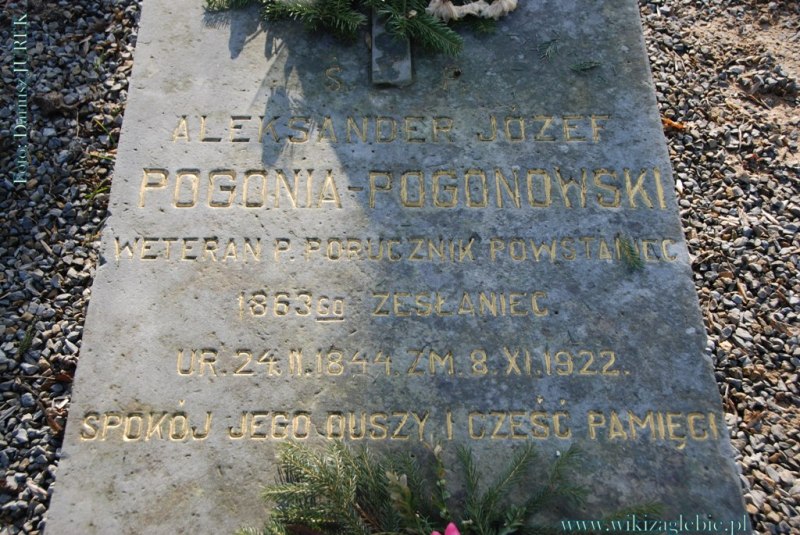 Ś. P.
ALEKSANDER JÓZEF
POGONIA-POGONOWSKI
WETERAN P. PORUCZNIK POWSTANIEC
1863GO ZESŁANIEC.
UR. 24.II.1844. ZM. 8.XI.1922.
SPOKÓJ JEGO DUSZY I CZEŚĆ PAMIĘCI
Foto: Dariusz JUREK
www.wikizaglebie.pl